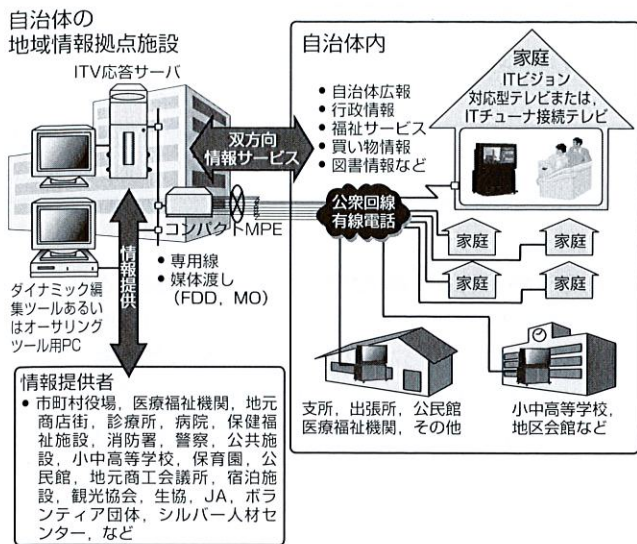 自治体の
地域情報拠点施設
ITV応答サーバ
双方向
情報サービス
コンパクトMPE
情報提供
• 専用線
• 媒体渡し
(FDD, MO)
ダイナミック編
集ツールあるい
はオーサリング
ツール用PC
情報提供者
• 市町村役場,医療福祉機関,地元
商店街,診療所,病院,保健福
祉施設,消防署,警察,公共施
設,小中高等学校,保育園,公
民館,地元商工会議所,宿泊施
設,観光協会,生協,JA,ボラ
ンティア団体,シルバー人材セ
ンター,など
自治体内
• 自治体広報
• 行政情報
• 福祉サービス
• 買い物情報
• 図書情報など
家庭
ITビジョン
対応型テレビまたは,
ITチューナ接続テレビ
公衆回線
有線電話
家庭
家庭
家庭
家庭
支所,出張所,公民館
医療福祉機関,その他
小中高等学校,
地区会館など